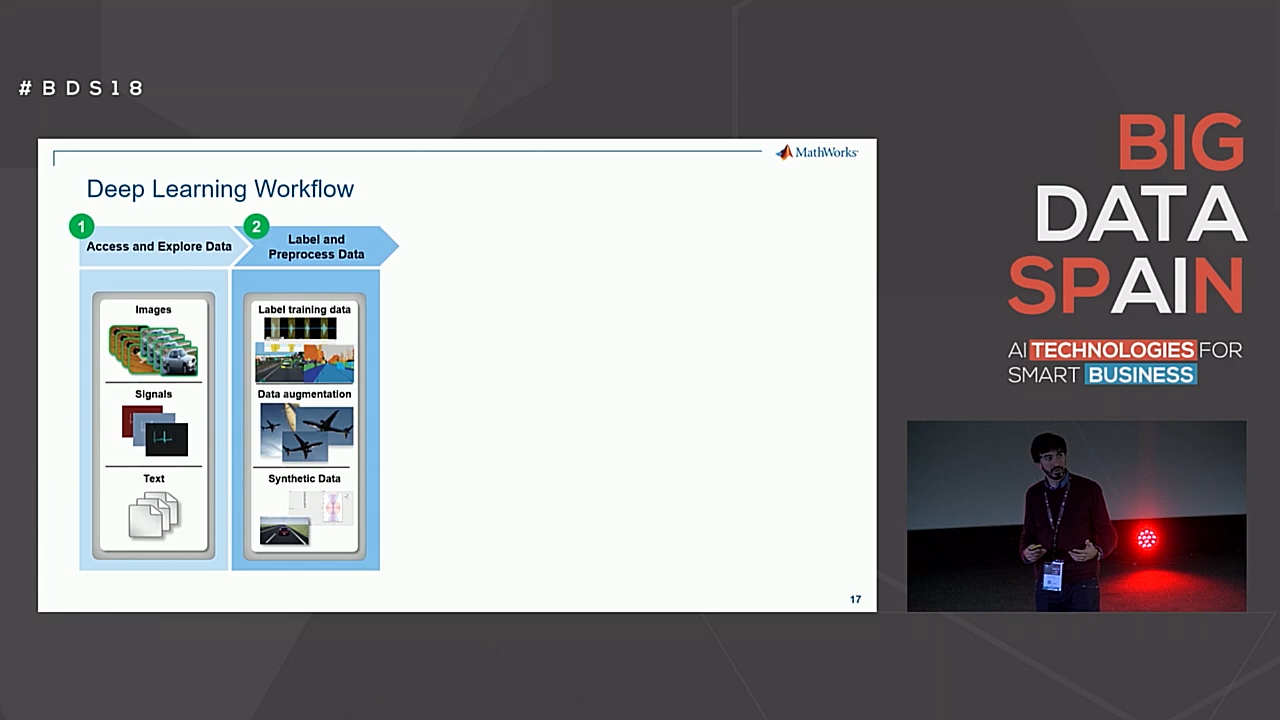 #BDS18
MathWorks
Deep Learning Workflow
1
Access and Explore Data
2
Label and
Preprocess Data
Images
Signals
Text
Label training data
Data augmentation
Synthetic Data
17
BIG
DATA
SPAIN
AI TECHNOLOGIES FOR
SMART BUSINESS